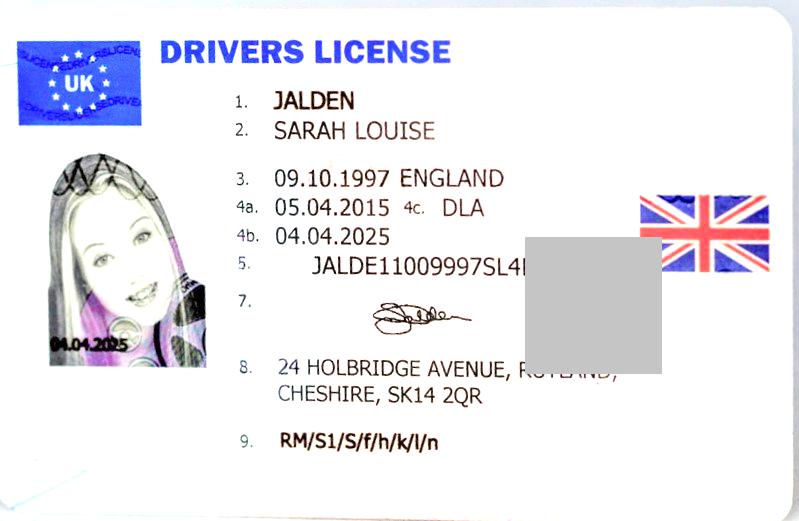 DRIVERS LICENSE
UK
1. JALDEN
2. SARAH LOUISE
3. 09.10.1997 ENGLAND
4a. 05.04.2015 4c. DLA
4b. 04.04.2025
5. JALDE11009997SL4
7. SJalden
04.04.2025
8. 24 HOLBRIDGE AVENUE,
CHESHIRE, SK14 2QR
9. RM/S1/S/f/h/k/l/n